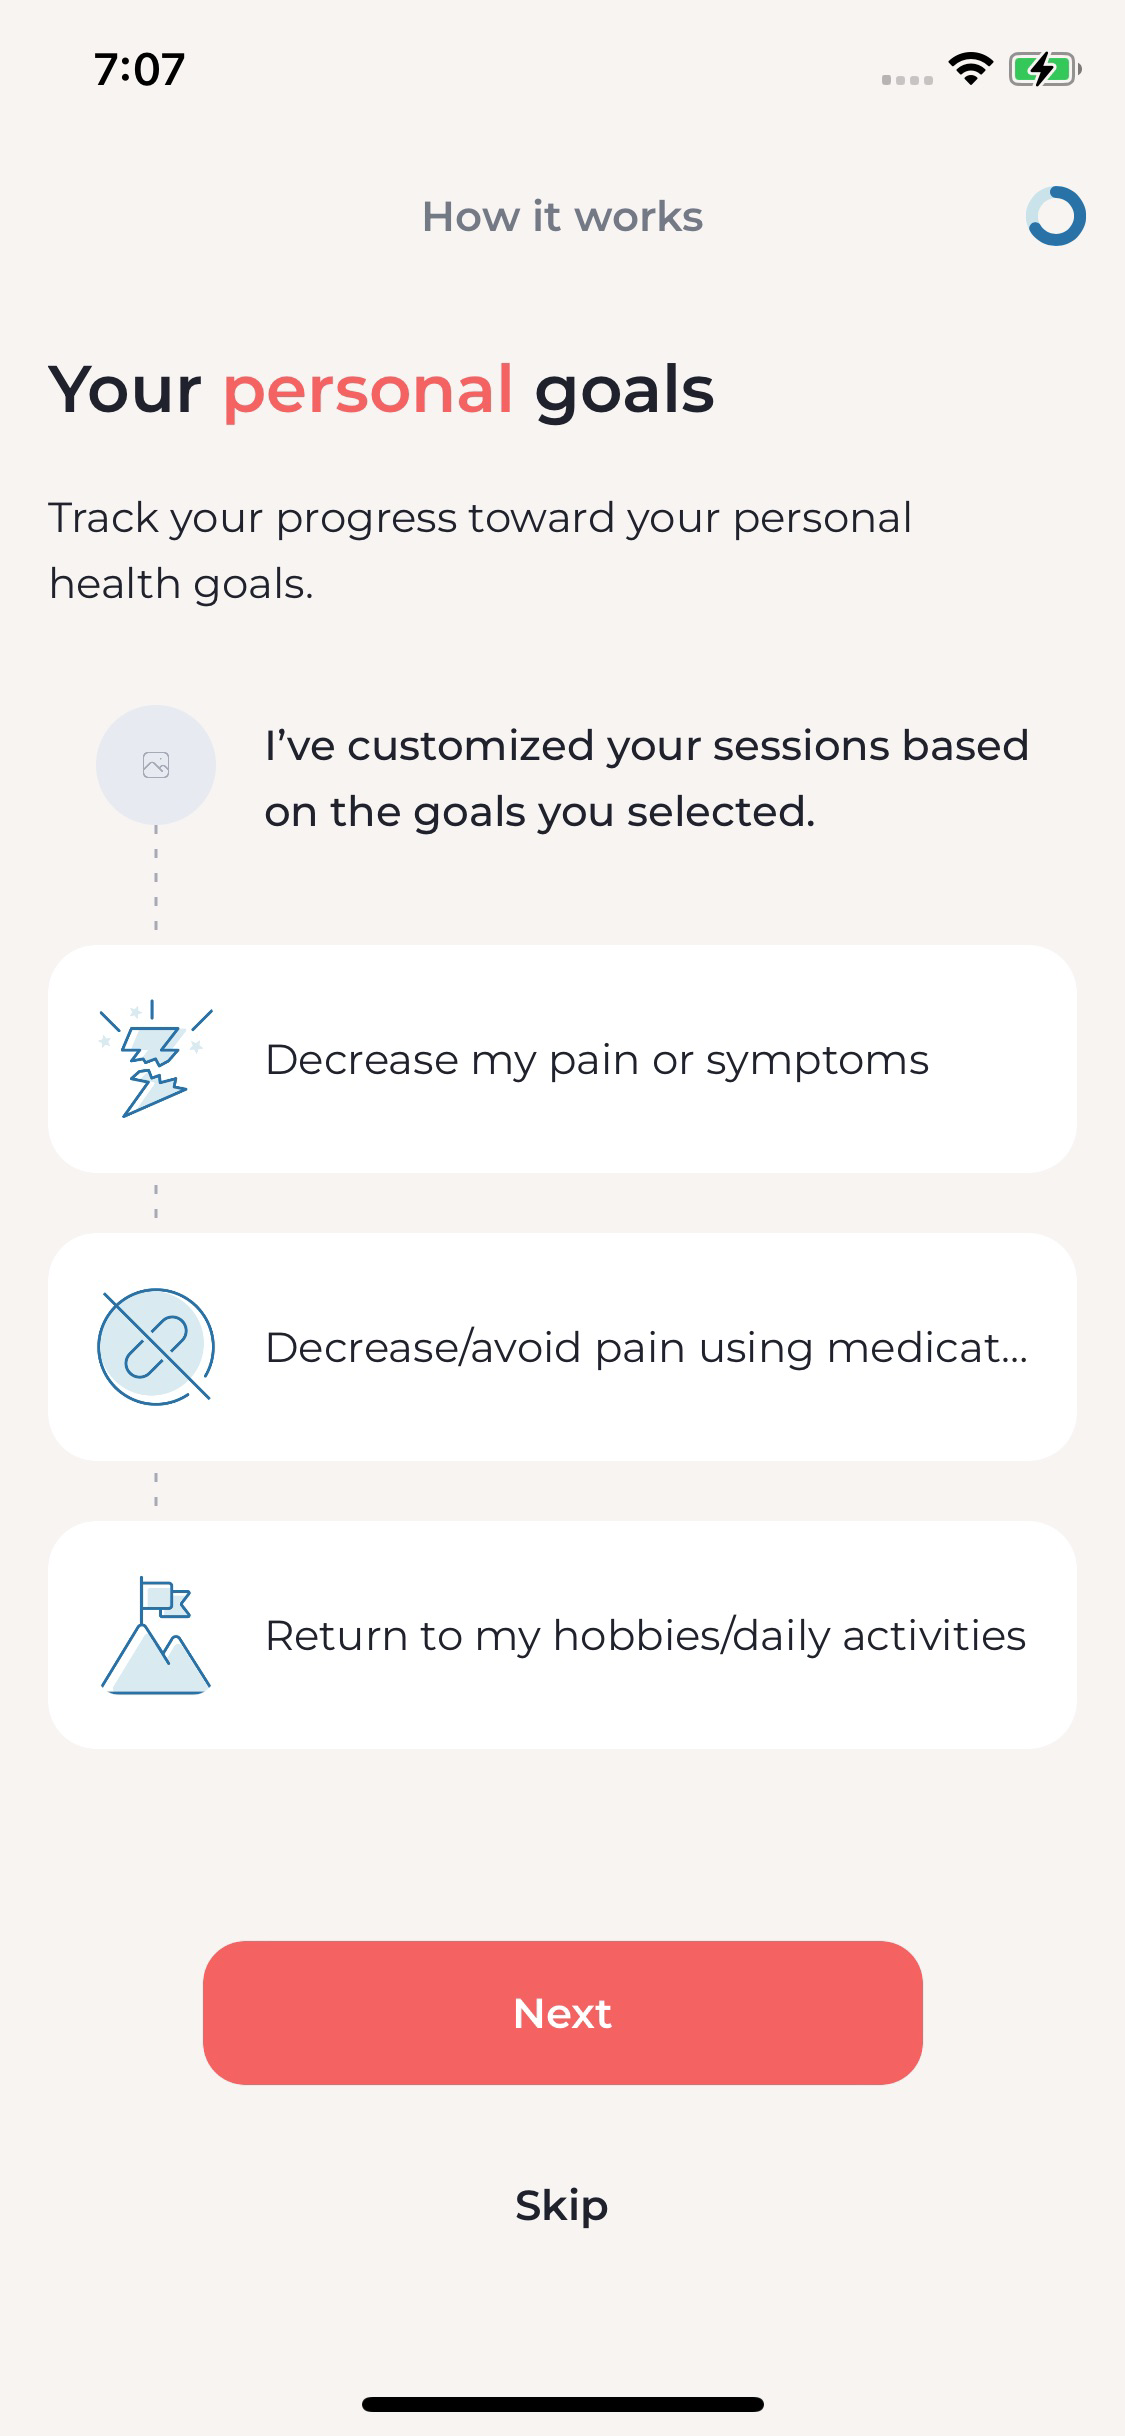 7:07
How it works
Your personal goals
Track your progress toward your personal
health goals.
I’ve customized your sessions based
on the goals you selected.
Decrease my pain or symptoms
Decrease/avoid pain using medicat...
Return to my hobbies/daily activities
Next
Skip